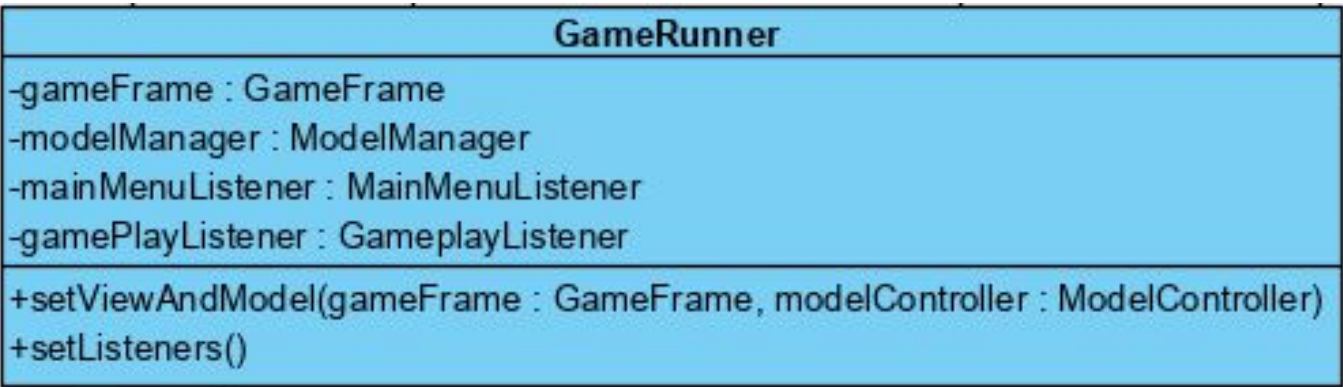 GameRunner
-gameFrame : GameFrame
-modelManager : ModelManager
-mainMenuListener : MainMenuListener
-gamePlayListener : GameplayListener
+setViewAndModel(gameFrame : GameFrame, modelController : ModelController)
+setListeners()